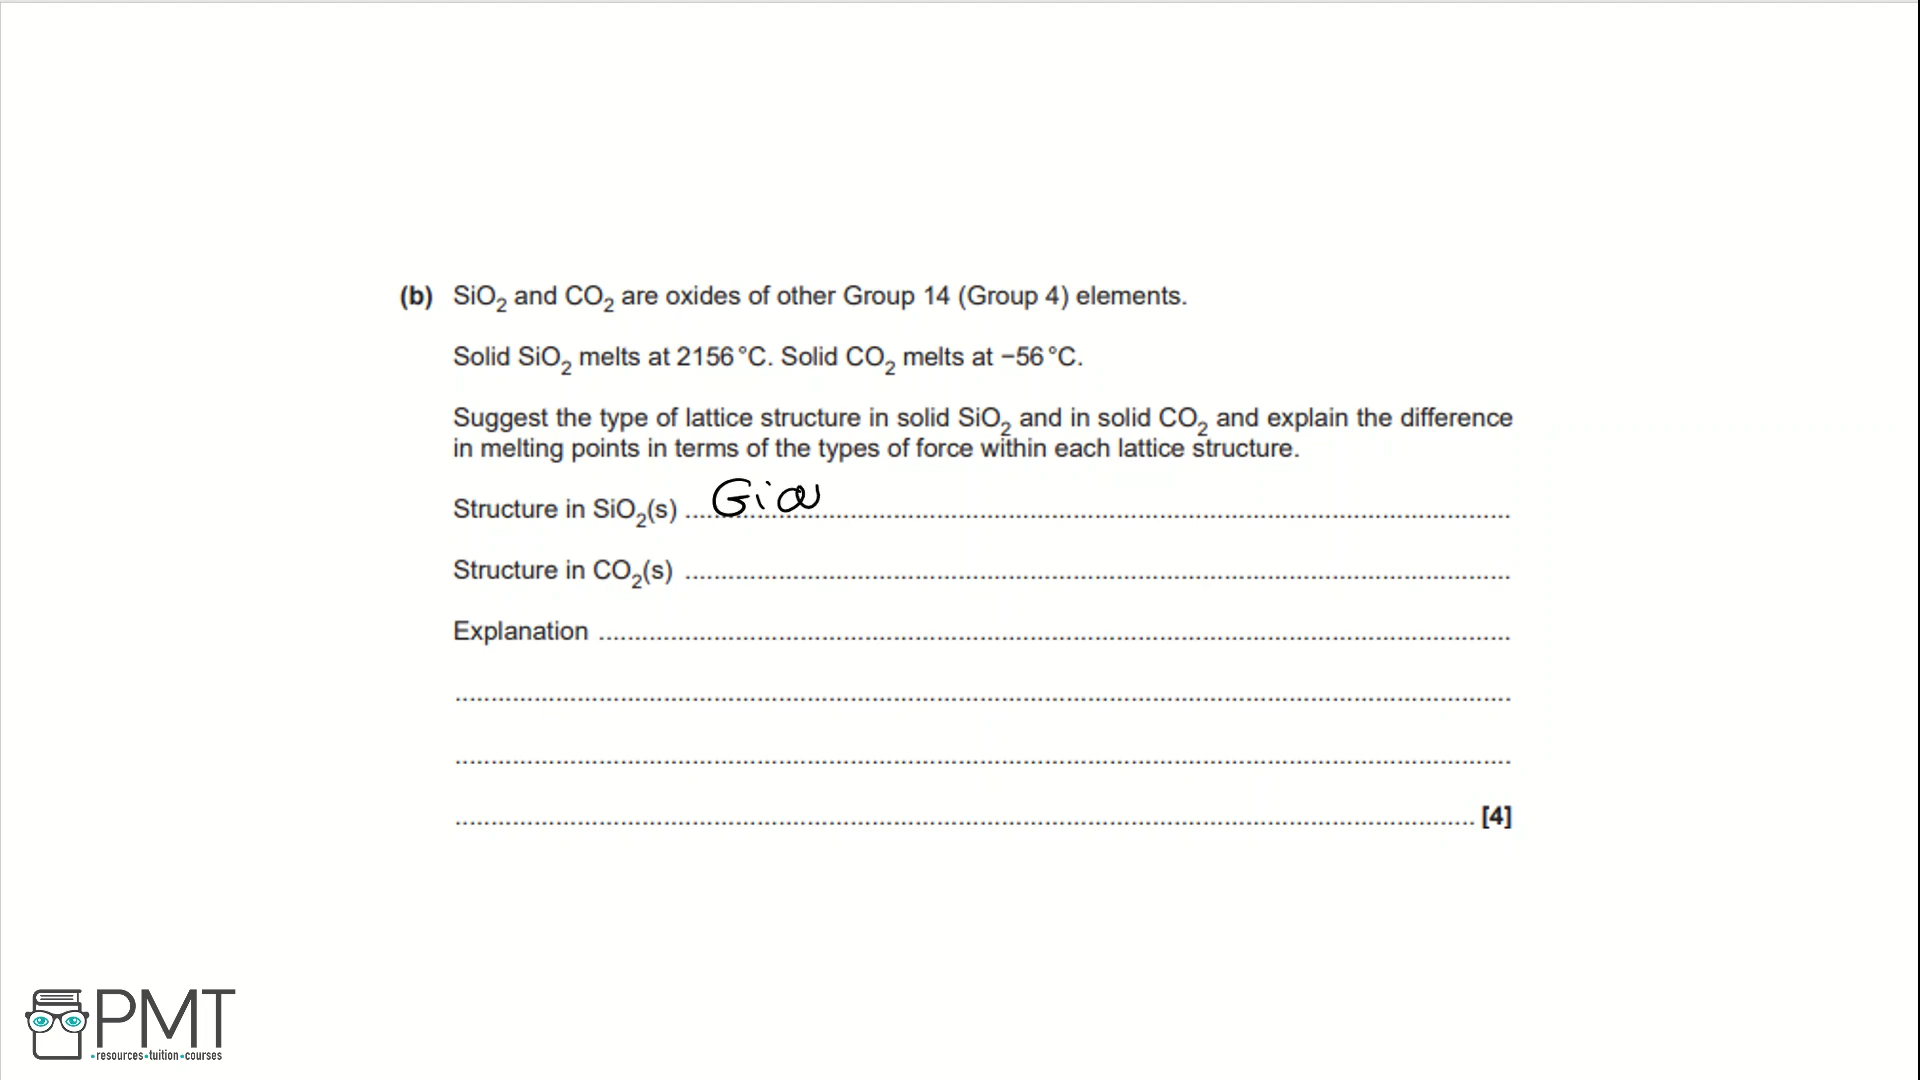 (b) SiO2 and CO2 are oxides of other Group 14 (Group 4) elements.
Solid SiO2 melts at 2156 °C. Solid CO2 melts at −56 °C.
Suggest the type of lattice structure in solid SiO2 and in solid CO2 and explain the difference
in melting points in terms of the types of force within each lattice structure.
Structure in SiO2(s) Gia
Structure in CO2(s)
Explanation
[4]
PMT
•resources•tuition•courses